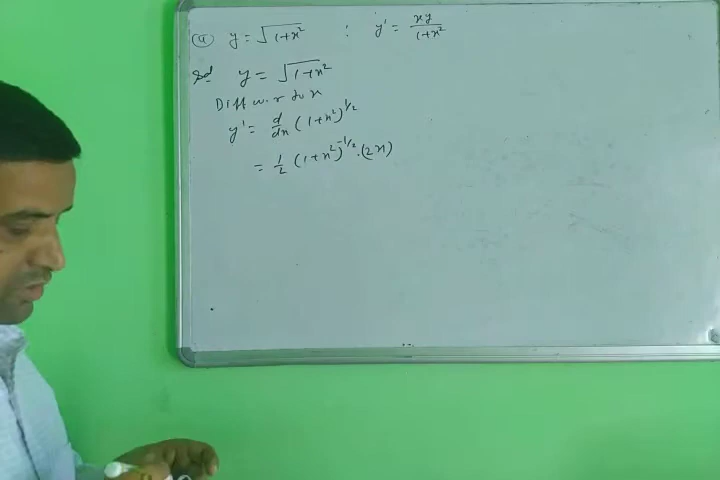 (4) y = √(1+x²) : y' = xy/(1+x²)
Sol y = √(1+x²)
Diff w.r to x
y' = d/dx (1+x²)^1/2
= 1/2 (1+x²)^-1/2 · (2x)